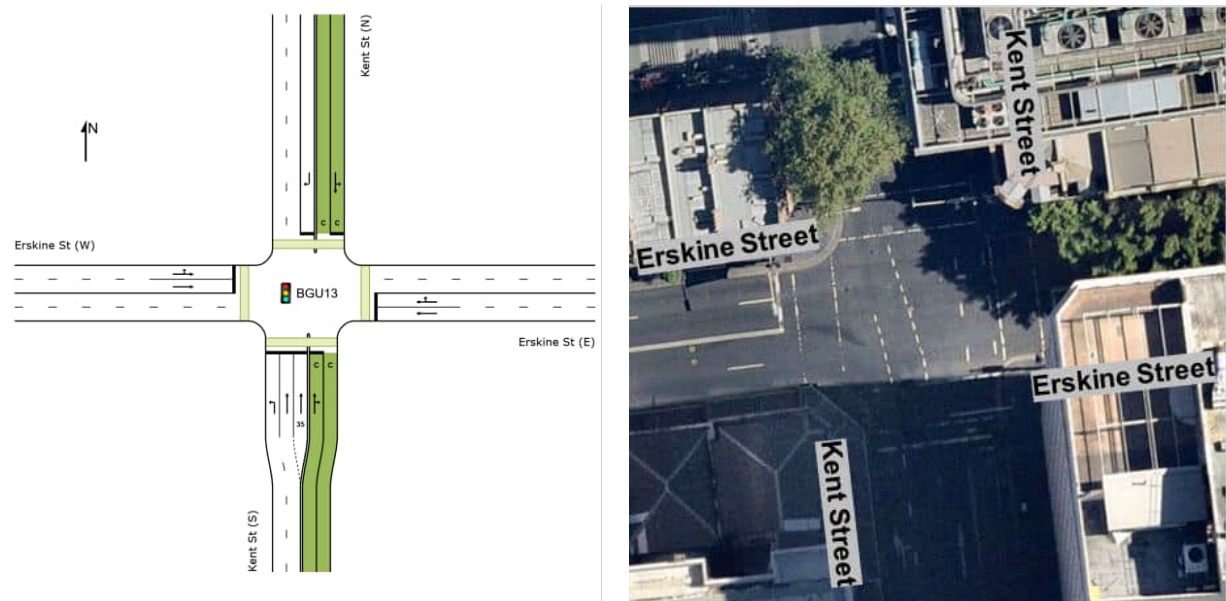 Kent St (N)
N
C C
Erskine St (W)
BGU13
Erskine St (E)
C C
35
Kent St (S)
Kent Street
Erskine Street
Erskine Street
Kent Street